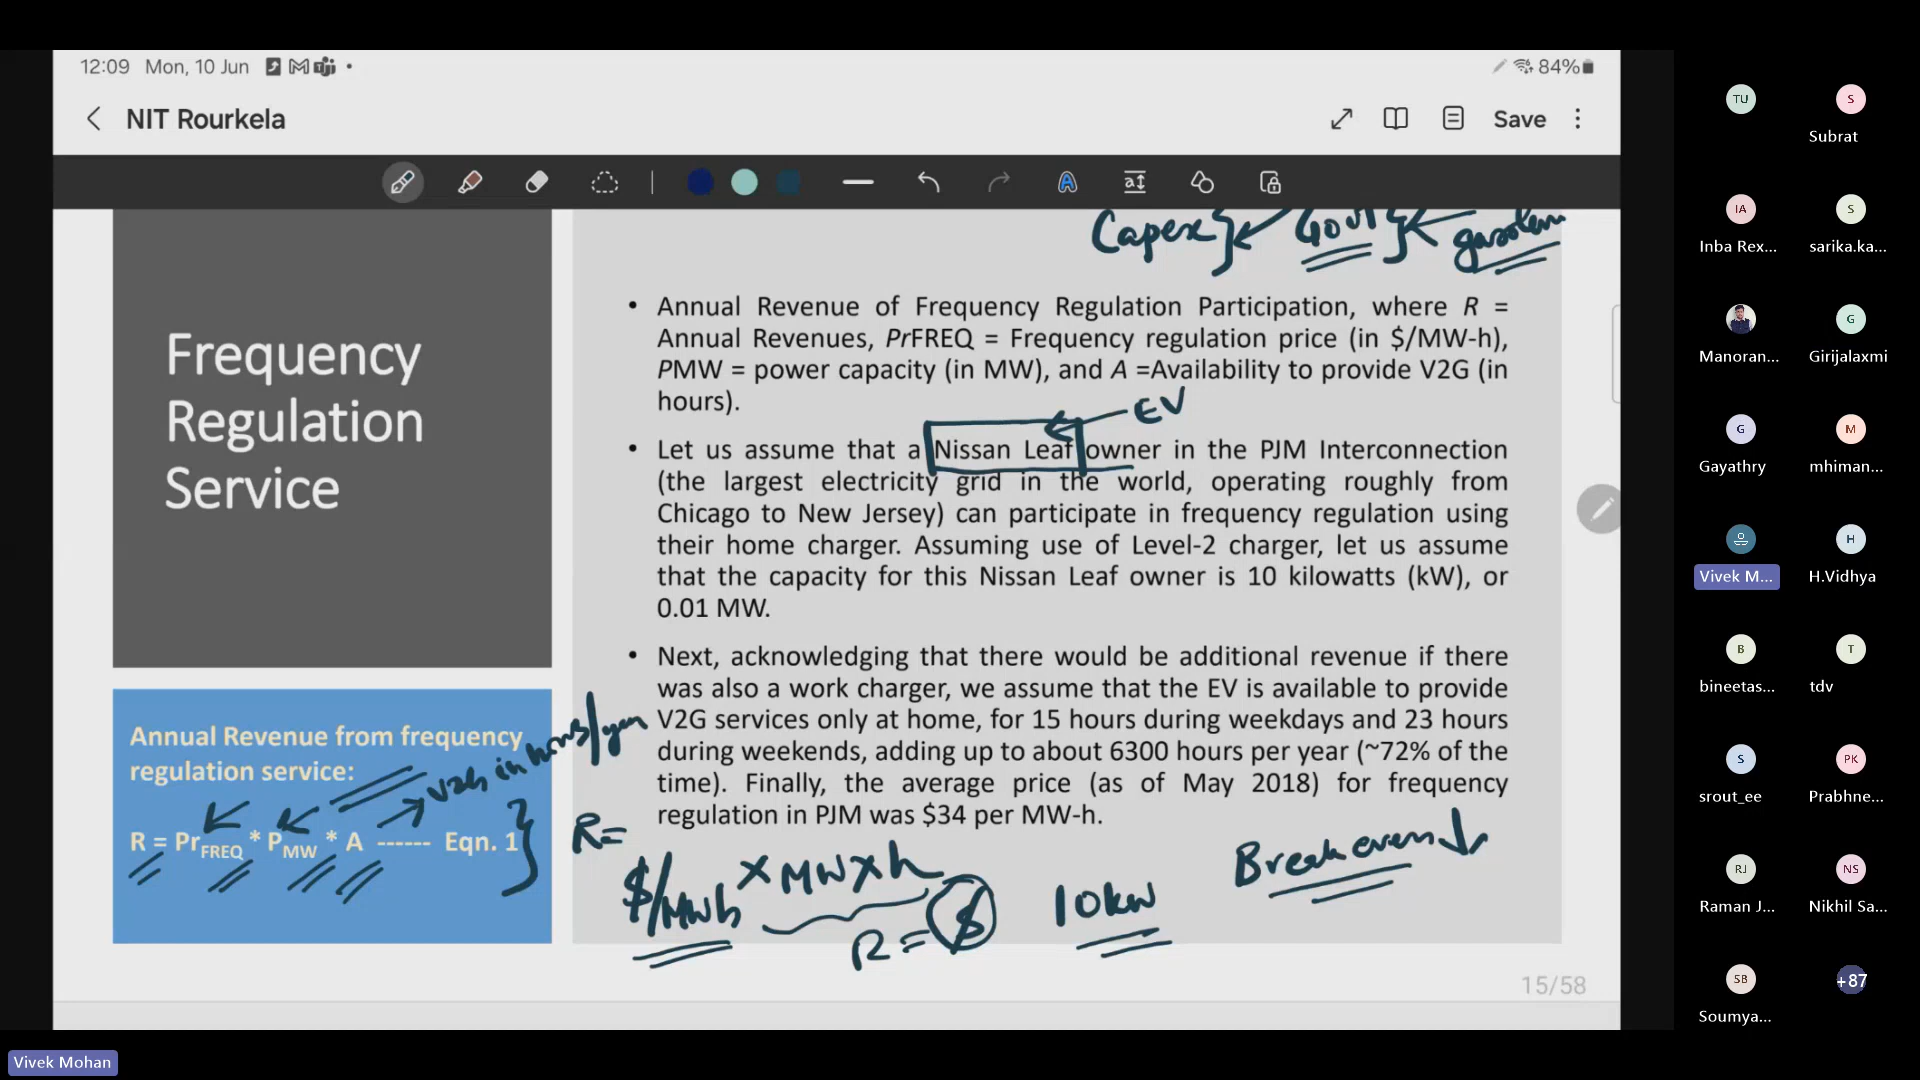 12:09 Mon, 10 Jun
84%
NIT Rourkela
Save
Capex } Govt } gasoline
Frequency
Regulation
Service
• Annual Revenue of Frequency Regulation Participation, where R =
Annual Revenues, PrFREQ = Frequency regulation price (in $/MW-h),
PMW = power capacity (in MW), and A =Availability to provide V2G (in
hours).
EV
• Let us assume that a Nissan Leaf owner in the PJM Interconnection
(the largest electricity grid in the world, operating roughly from
Chicago to New Jersey) can participate in frequency regulation using
their home charger. Assuming use of Level-2 charger, let us assume
that the capacity for this Nissan Leaf owner is 10 kilowatts (kW), or
0.01 MW.
• Next, acknowledging that there would be additional revenue if there
was also a work charger, we assume that the EV is available to provide
V2G services only at home, for 15 hours during weekdays and 23 hours
during weekends, adding up to about 6300 hours per year (~72% of the
time). Finally, the average price (as of May 2018) for frequency
regulation in PJM was $34 per MW-h.
Annual Revenue from frequency
regulation service:
V2G in hours/year
R = PrFREQ * PMW * A ------ Eqn. 1 }
R=
$/MWh × MW × h
R = $
10kW
Break even ↓
15/58
TU
S
Subrat
IA
Inba Rex...
S
sarika.ka...
Manoran...
G
Girijalaxmi
G
Gayathry
M
mhiman...
Vivek M...
H
H.Vidhya
B
bineetas...
T
tdv
S
srout_ee
PK
Prabhne...
RJ
Raman J...
NS
Nikhil Sa...
SB
Soumya...
+87
Vivek Mohan